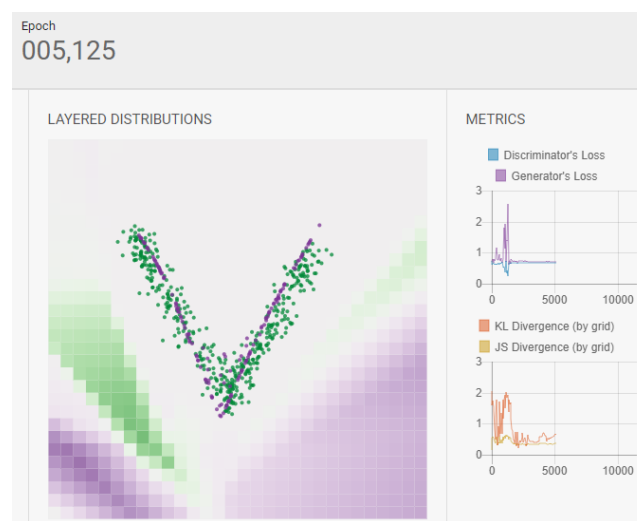 Epoch
005,125
LAYERED DISTRIBUTIONS
METRICS
Discriminator's Loss
Generator's Loss
3
2
1
0
0 5000 10000
KL Divergence (by grid)
JS Divergence (by grid)
3
2
1
0
0 5000 10000